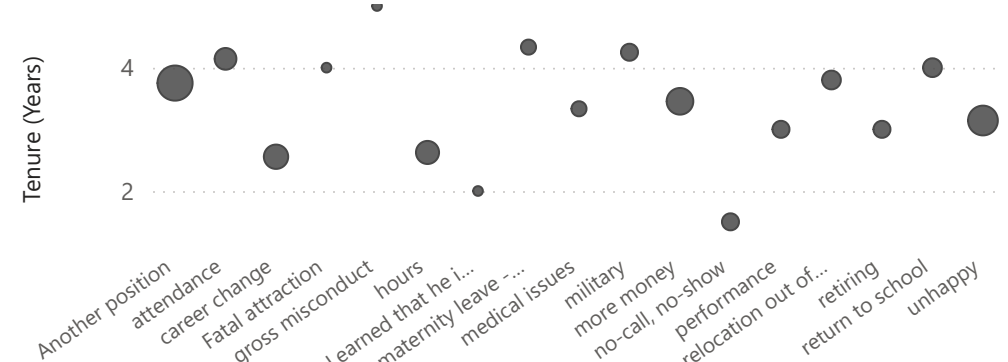 Tenure (Years)
4
2
Another position
attendance
career change
Fatal attraction
gross misconduct
hours
Learned that he i...
maternity leave -...
medical issues
military
more money
no-call, no-show
performance
relocation out of...
retiring
return to school
unhappy